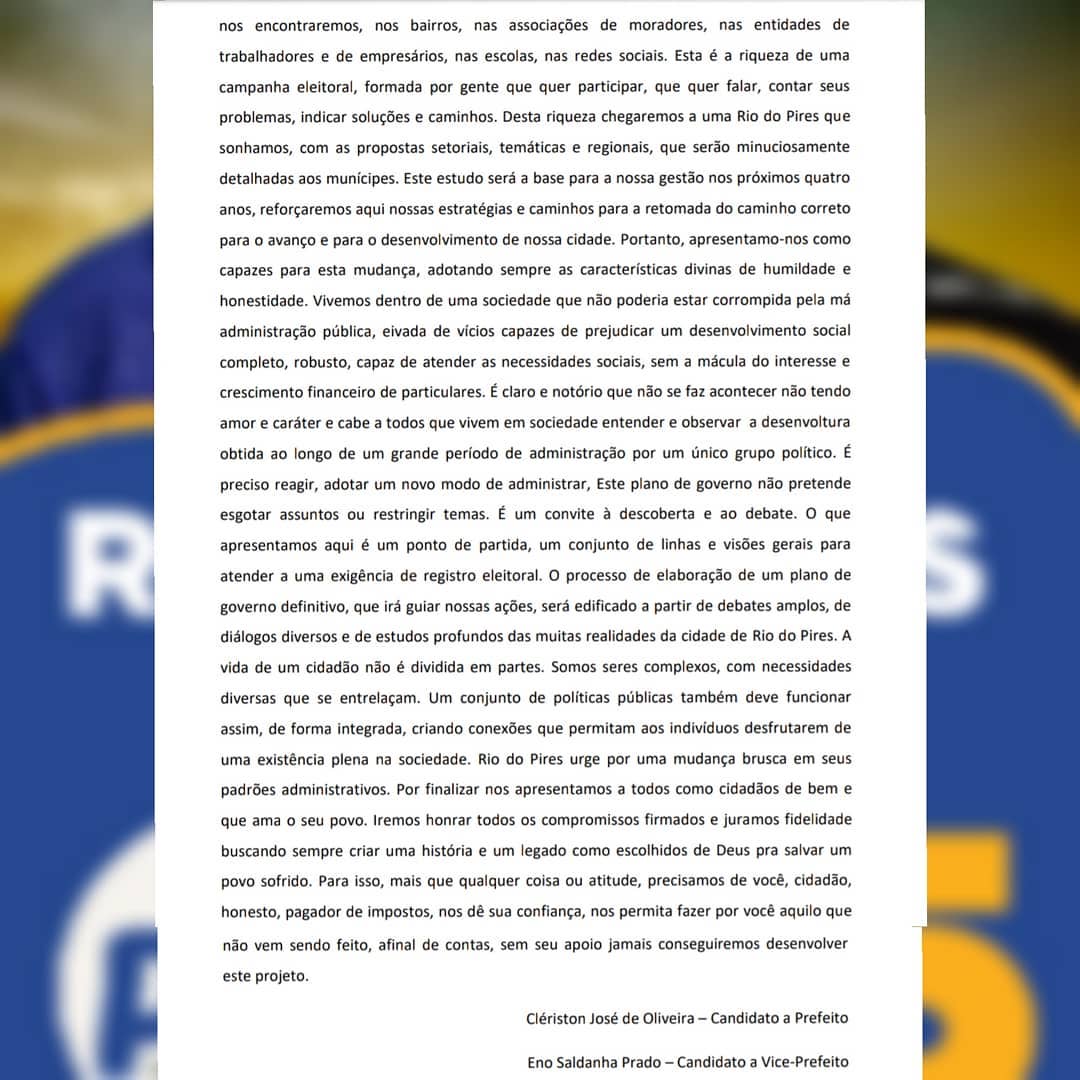 nos encontraremos, nos bairros, nas associações de moradores, nas entidades de
trabalhadores e de empresários, nas escolas, nas redes sociais. Esta é a riqueza de uma
campanha eleitoral, formada por gente que quer participar, que quer falar, contar seus
problemas, indicar soluções e caminhos. Desta riqueza chegaremos a uma Rio do Pires que
sonhamos, com as propostas setoriais, temáticas e regionais, que serão minuciosamente
detalhadas aos munícipes. Este estudo será a base para a nossa gestão nos próximos quatro
anos, reforçaremos aqui nossas estratégias e caminhos para a retomada do caminho correto
para o avanço e para o desenvolvimento de nossa cidade. Portanto, apresentamo-nos como
capazes para esta mudança, adotando sempre as características divinas de humildade e
honestidade. Vivemos dentro de uma sociedade que não poderia estar corrompida pela má
administração pública, eivada de vícios capazes de prejudicar um desenvolvimento social
completo, robusto, capaz de atender as necessidades sociais, sem a mácula do interesse e
crescimento financeiro de particulares. É claro e notório que não se faz acontecer não tendo
amor e caráter e cabe a todos que vivem em sociedade entender e observar a desenvoltura
obtida ao longo de um grande período de administração por um único grupo político. É
preciso reagir, adotar um novo modo de administrar, Este plano de governo não pretende
esgotar assuntos ou restringir temas. É um convite à descoberta e ao debate. O que
apresentamos aqui é um ponto de partida, um conjunto de linhas e visões gerais para
atender a uma exigência de registro eleitoral. O processo de elaboração de um plano de
governo definitivo, que irá guiar nossas ações, será edificado a partir de debates amplos, de
diálogos diversos e de estudos profundos das muitas realidades da cidade de Rio do Pires. A
vida de um cidadão não é dividida em partes. Somos seres complexos, com necessidades
diversas que se entrelaçam. Um conjunto de políticas públicas também deve funcionar
assim, de forma integrada, criando conexões que permitam aos indivíduos desfrutarem de
uma existência plena na sociedade. Rio do Pires urge por uma mudança brusca em seus
padrões administrativos. Por finalizar nos apresentamos a todos como cidadãos de bem e
que ama o seu povo. Iremos honrar todos os compromissos firmados e juramos fidelidade
buscando sempre criar uma história e um legado como escolhidos de Deus pra salvar um
povo sofrido. Para isso, mais que qualquer coisa ou atitude, precisamos de você, cidadão,
honesto, pagador de impostos, nos dê sua confiança, nos permita fazer por você aquilo que
não vem sendo feito, afinal de contas, sem seu apoio jamais conseguiremos desenvolver
este projeto.
Clériston José de Oliveira – Candidato a Prefeito
Eno Saldanha Prado – Candidato a Vice-Prefeito